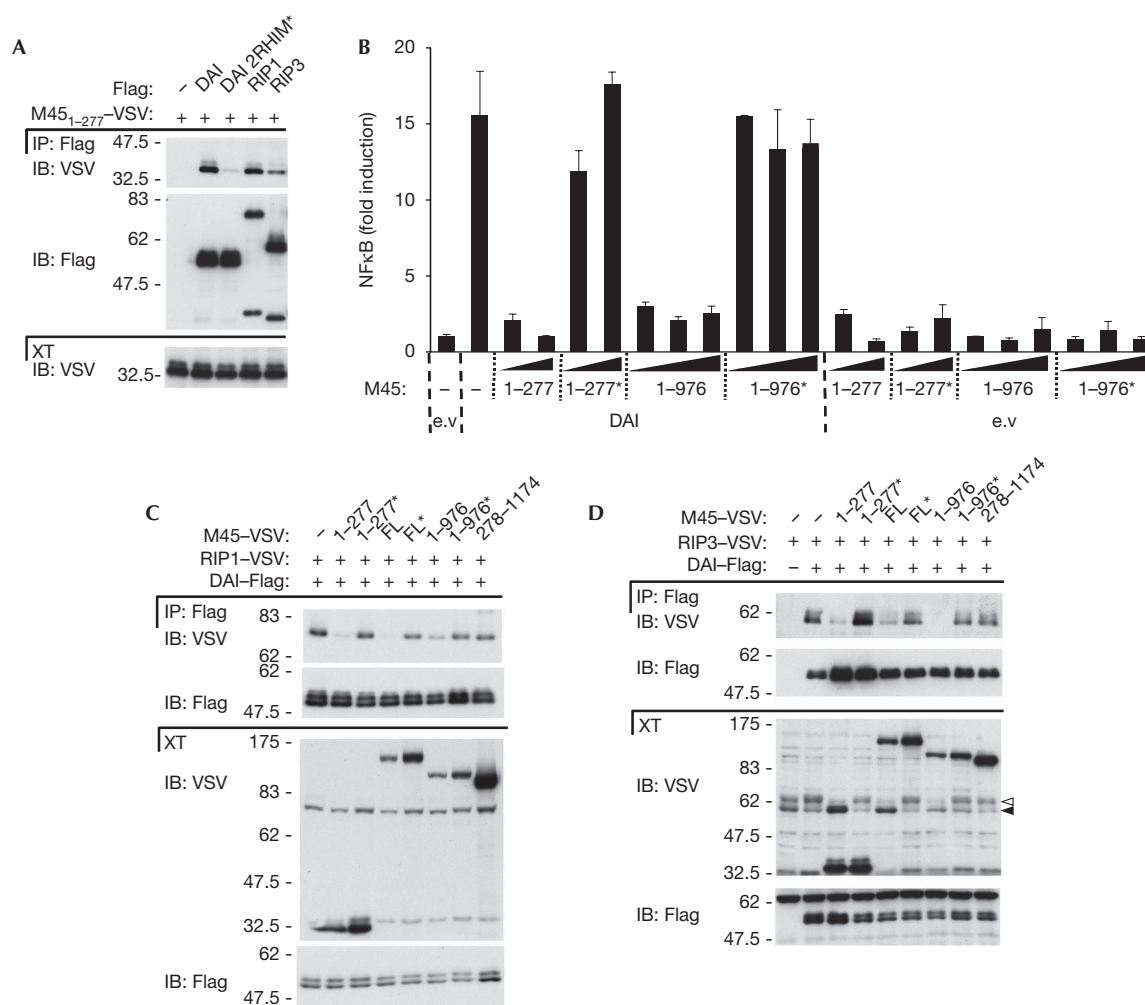 A
Flag: – DAI DAI 2RHIM* RIP1 RIP3
M45₁₋₂₇₇–VSV: + + + + +
IP: Flag
IB: VSV
47.5 -
32.5 -
IB: Flag
83 -
62 -
47.5 -
XT
IB: VSV
32.5-
B
NFκB (fold induction)
20
15
10
5
0
M45: – – 1–277 1–277* 1–976 1–976* 1–277 1–277* 1–976 1–976*
e.v DAI e.v
C
M45–VSV: – 1–277 1–277* FL FL* 1–976 1–976* 278–1174
RIP1–VSV: + + + + + + + +
DAI–Flag: + + + + + + + +
IP: Flag
IB: VSV
83 -
62 -
IB: Flag
62 -
47.5 -
XT
IB: VSV
175 -
83 -
62 -
47.5 -
32.5 -
IB: Flag
62 -
47.5 -
D
M45–VSV: – – 1–277 1–277* FL FL* 1–976 1–976* 278–1174
RIP3–VSV: + + + + + + + + +
DAI–Flag: – + + + + + + + +
IP: Flag
IB: VSV
62 -
IB: Flag
62 -
47.5 -
XT
IB: VSV
175 -
83 -
62 -
47.5 -
32.5 -
IB: Flag
62 -
47.5 -